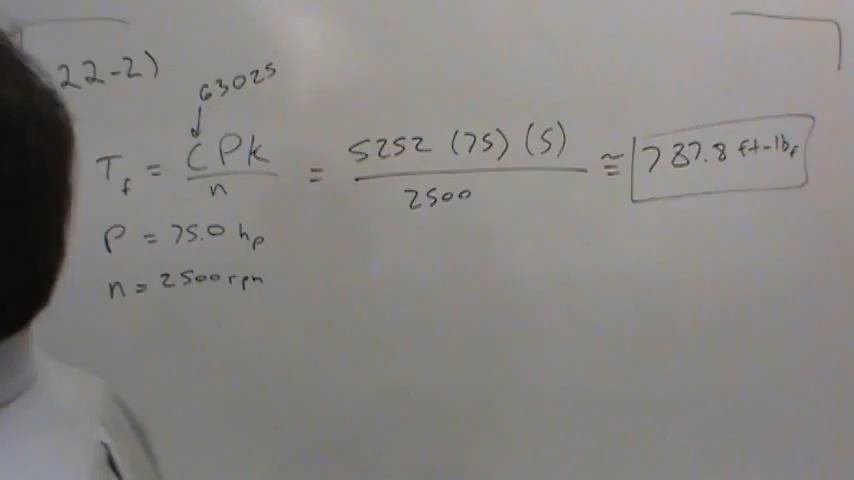 22-2)
63025
T_f = CPK / n = 5252 (75) (5) / 2500 ≅ 787.8 ft-lb_f
P = 75.0 hp
n = 2500 rpm